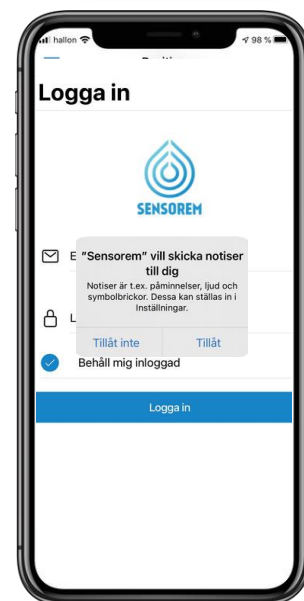 hallon 98 %
Logga in
SENSOREM
E
"Sensorem" vill skicka notiser
till dig
Notiser är t.ex. påminnelser, ljud och
symbolbrickor. Dessa kan ställas in i
Inställningar.
L
Tillåt inte Tillåt
Behåll mig inloggad
Logga in